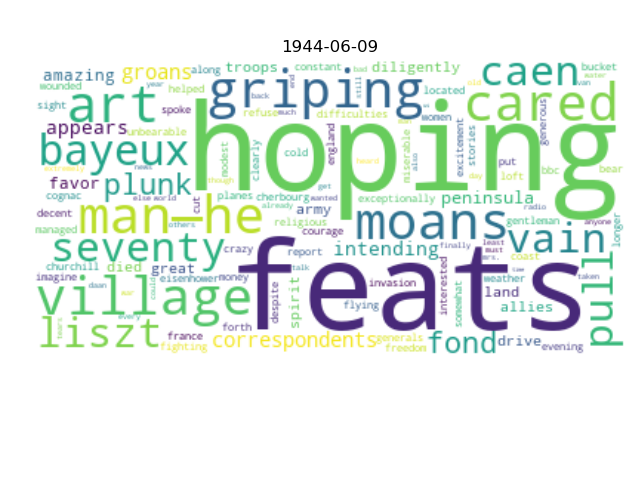 1944-06-09
amazing groans along troops constant bad diligently caen bucket
wounded year helped griping located water
sight art spoke back refuse much difficulties women cared
appears unbearable hoping
bayeux modest clearly cold england miserable excitement stories put generous bbc
favor plunk cut planes cherbourg get exceptionally peninsula day loft bear
cognac else world already wanted also
decent man—he religious army courage moans gentleman radio anyone longer
managed others crazy report intending finally vain
seventy least must mrs. coast
churchill died great talk weather
imagine daan could eisenhower money despite spirit invasion interested somewhat land taken
village feats flying allies pull
every
liszt france forth generals fond drive
tears fighting correspondents freedom evening